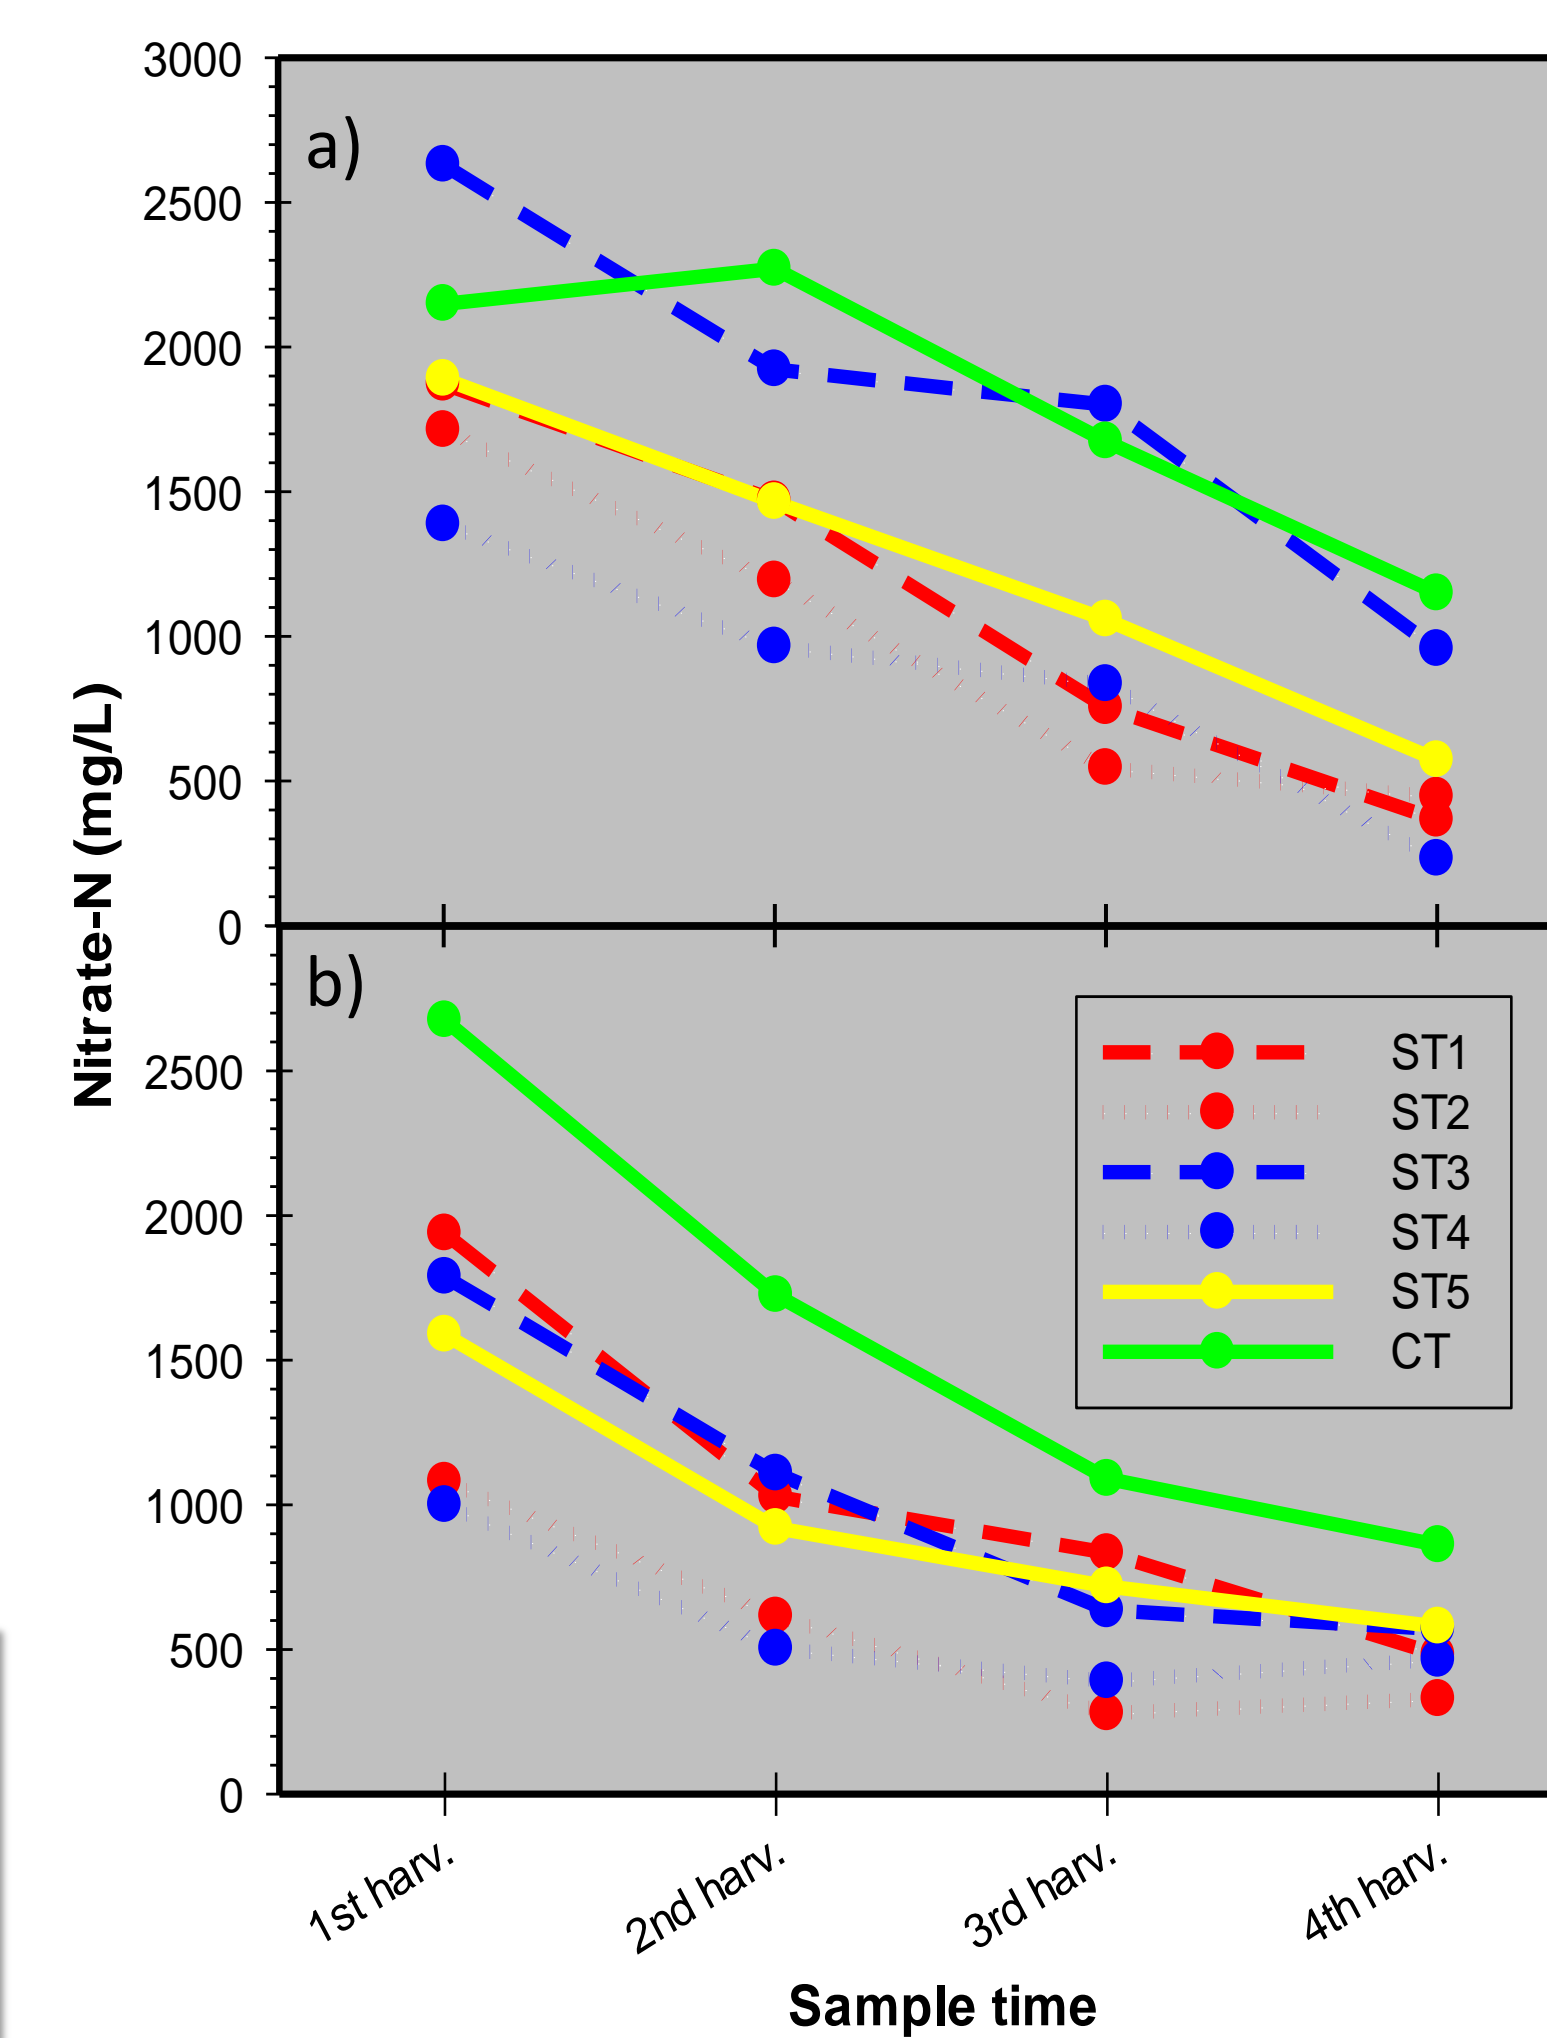 Nitrate-N (mg/L)
3000
2500
2000
1500
1000
500
0
a)
b)
2500
2000
1500
1000
500
0
ST1
ST2
ST3
ST4
ST5
CT
1st harv.
2nd harv.
3rd harv.
4th harv.
Sample time